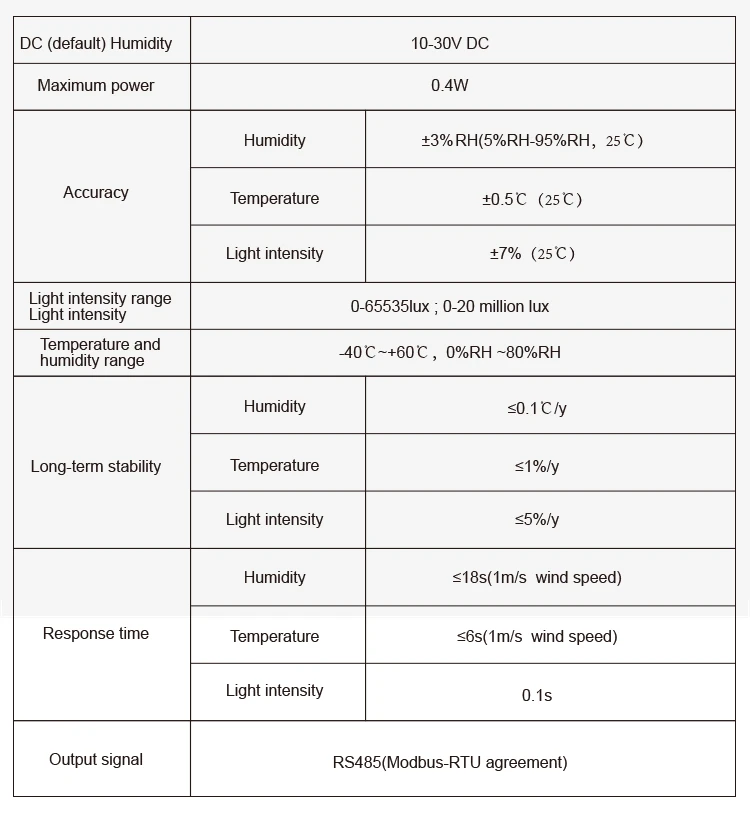 DC (default) Humidity 10-30V DC
Maximum power 0.4W
Accuracy
Humidity ±3%RH(5%RH-95%RH，25℃)
Temperature ±0.5℃（25℃）
Light intensity ±7%（25℃）
Light intensity range
Light intensity
0-65535lux ; 0-20 million lux
Temperature and
humidity range
-40℃~+60℃，0%RH ~80%RH
Long-term stability
Humidity ≤0.1℃/y
Temperature ≤1%/y
Light intensity ≤5%/y
Response time
Humidity ≤18s(1m/s wind speed)
Temperature ≤6s(1m/s wind speed)
Light intensity 0.1s
Output signal RS485(Modbus-RTU agreement)